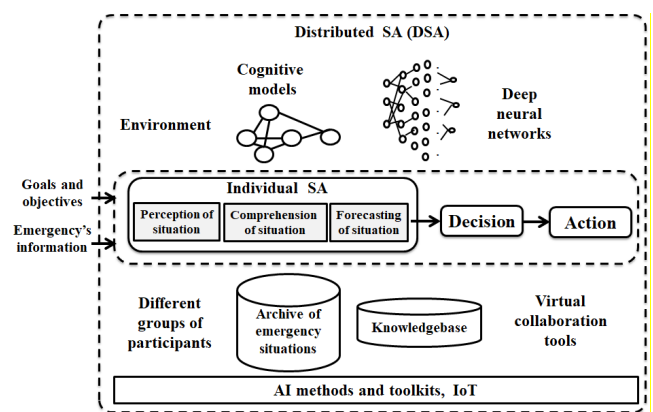 Distributed SA (DSA)
Cognitive
models
Environment
Deep
neural
networks
Goals and
objectives
Emergency's
information
Individual SA
Perception of
situation
Comprehension
of situation
Forecasting
of situation
Decision
Action
Different
groups of
participants
Archive of
emergency
situations
Knowledgebase
Virtual
collaboration
tools
AI methods and toolkits, IoT